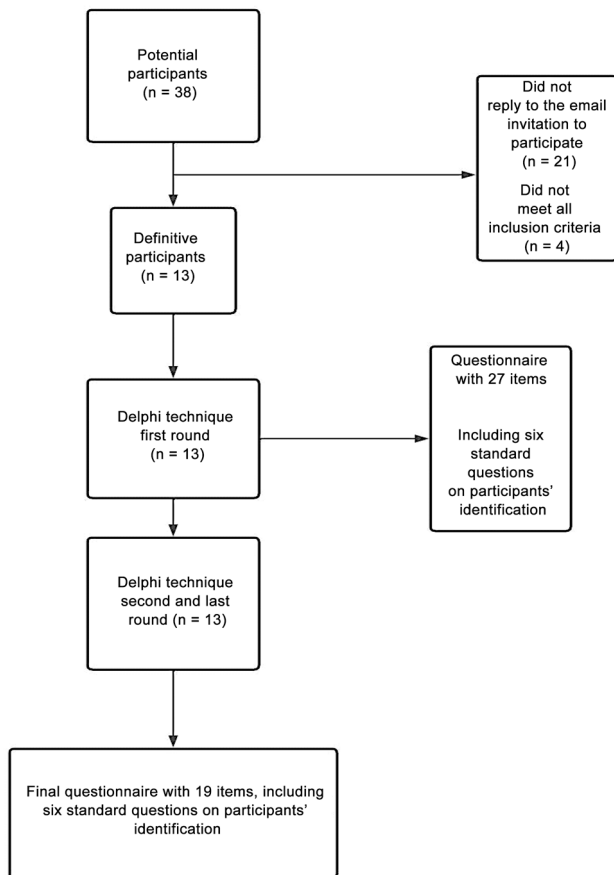 Potential
participants
(n = 38)
Did not
reply to the email
invitation to
participate
(n = 21)
Did not
meet all
inclusion criteria
(n = 4)
Definitive
participants
(n = 13)
Delphi technique
first round
(n = 13)
Questionnaire
with 27 items
Including six
standard
questions
on participants’
identification
Delphi technique
second and last
round (n = 13)
Final questionnaire with 19 items, including
six standard questions on participants’
identification